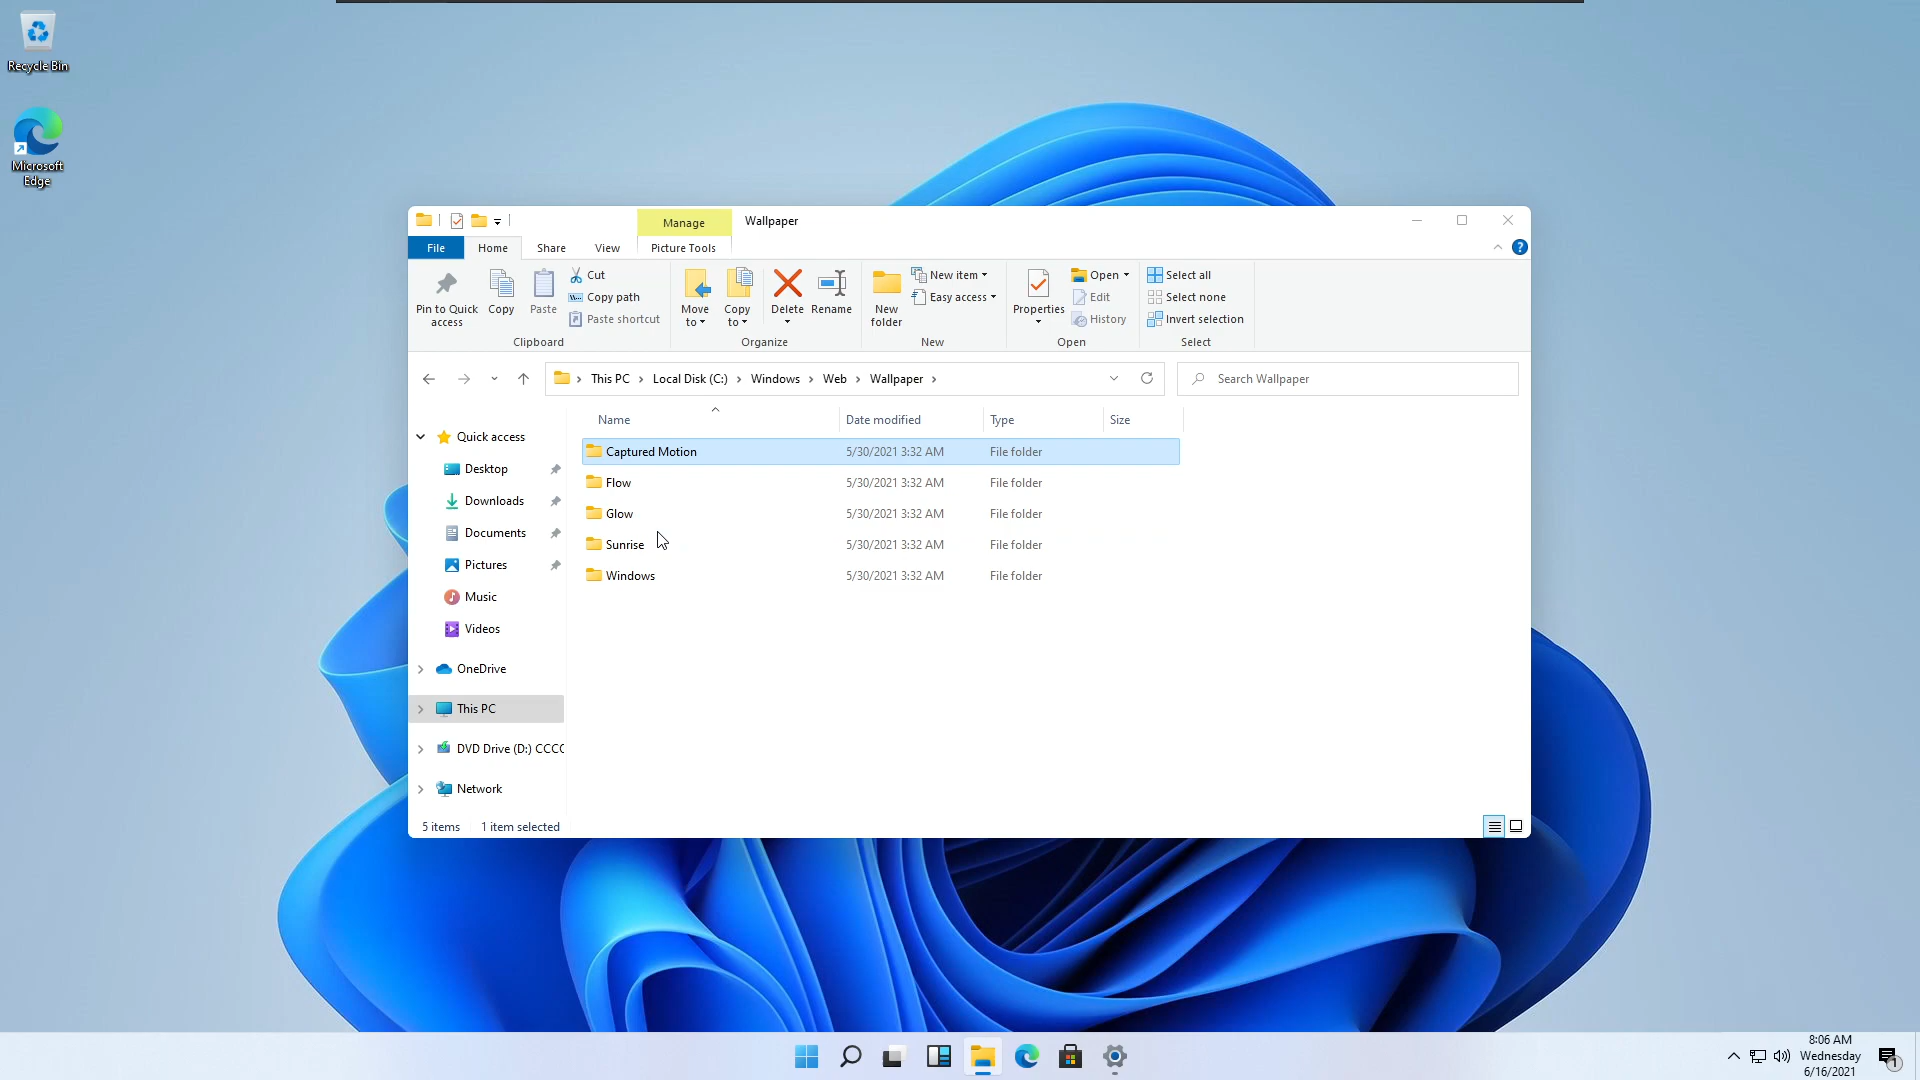 Recycle Bin
Microsoft
Edge
Manage
Wallpaper
File
Home
Share
View
Picture Tools
Pin to Quick
access
Copy
Paste
Cut
Copy path
Paste shortcut
Clipboard
Move
to
Copy
to
Delete
Rename
Organize
New
folder
New item
Easy access
New
Properties
Open
Edit
History
Open
Select all
Select none
Invert selection
Select
This PC
Local Disk (C:)
Windows
Web
Wallpaper
Search Wallpaper
Name
Date modified
Type
Size
Quick access
Desktop
Downloads
Documents
Pictures
Music
Videos
OneDrive
This PC
DVD Drive (D:) CCC
Network
Captured Motion 5/30/2021 3:32 AM File folder
Flow 5/30/2021 3:32 AM File folder
Glow 5/30/2021 3:32 AM File folder
Sunrise 5/30/2021 3:32 AM File folder
Windows 5/30/2021 3:32 AM File folder
5 items 1 item selected
8:06 AM
Wednesday
6/16/2021
1